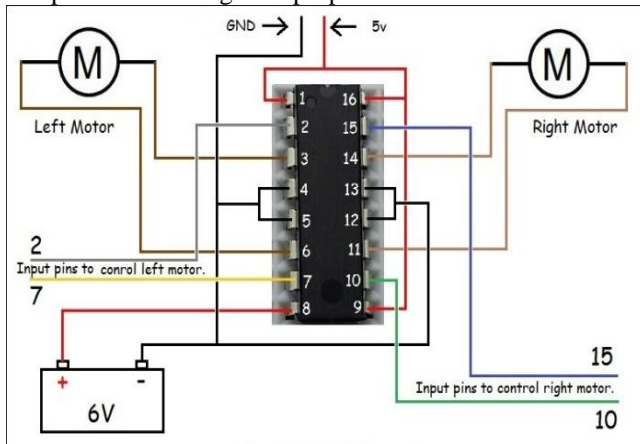 GND
5v
M
M
Left Motor
Right Motor
1
16
2
15
3
14
4
13
5
12
6
11
7
10
8
9
2
Input pins to conrol left motor.
7
15
Input pins to control right motor.
10
+
-
6V